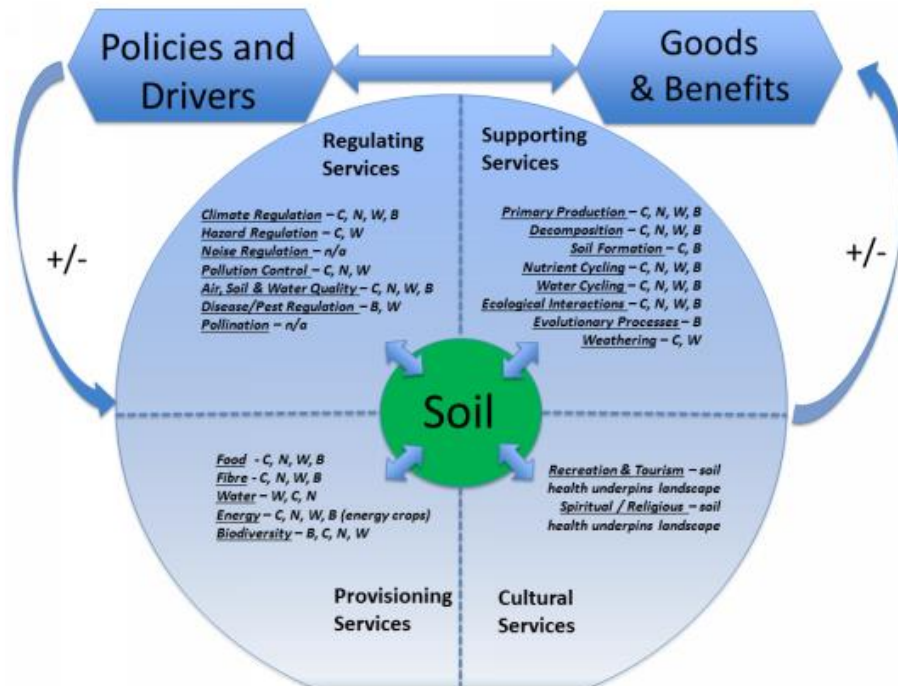 Policies and
Drivers
Goods
& Benefits
+/-
+/-
Regulating
Services
Climate Regulation – C, N, W, B
Hazard Regulation – C, W
Noise Regulation – n/a
Pollution Control – C, N, W
Air, Soil & Water Quality – C, N, W, B
Disease/Pest Regulation – B, W
Pollination – n/a
Supporting
Services
Primary Production – C, N, W, B
Decomposition – C, N, W, B
Soil Formation – C, B
Nutrient Cycling – C, N, W, B
Water Cycling – C, N, W, B
Ecological Interactions – C, N, W, B
Evolutionary Processes – B
Weathering – C, W
Soil
Food - C, N, W, B
Fibre - C, N, W, B
Water – W, C, N
Energy – C, N, W, B (energy crops)
Biodiversity – B, C, N, W
Provisioning
Services
Recreation & Tourism – soil
health underpins landscape
Spiritual / Religious – soil
health underpins landscape
Cultural
Services